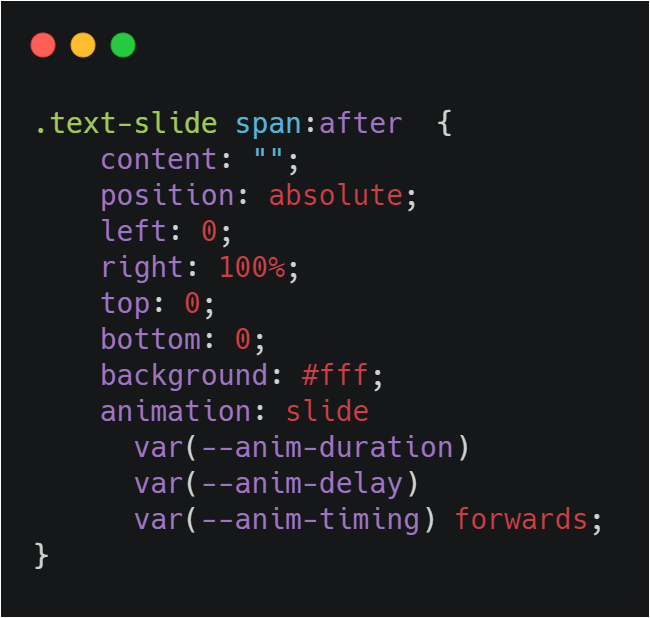 .text-slide span:after  {
    content: "";
    position: absolute;
    left: 0;
    right: 100%;
    top: 0;
    bottom: 0;
    background: #fff;
    animation: slide
      var(--anim-duration)
      var(--anim-delay)
      var(--anim-timing) forwards;
}